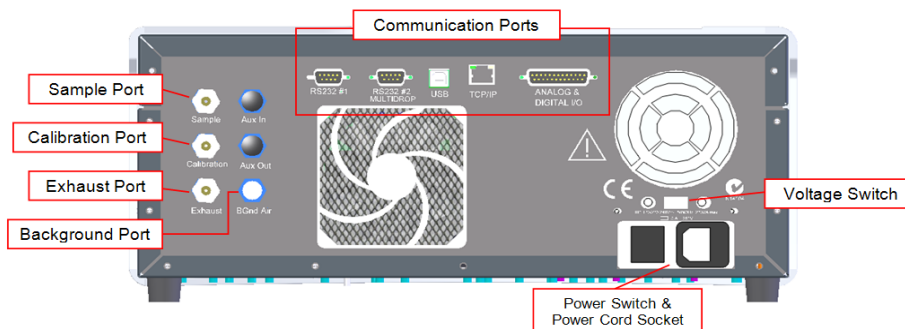 Communication Ports
Sample Port
Calibration Port
Exhaust Port
Background Port
Voltage Switch
Power Switch &
Power Cord Socket
RS232 #1
RS232 #2
MULTIDROP
USB
TCP/IP
ANALOG &
DIGITAL I/O
Sample
Aux In
Calibration
Aux Out
Exhaust
BGnd Air
CE